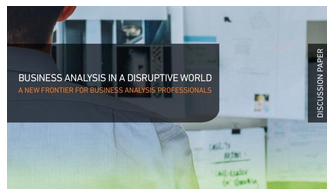 BUSINESS ANALYSIS IN A DISRUPTIVE WORLD
A NEW FRONTIER FOR BUSINESS ANALYSIS PROFESSIONALS
DISCUSSION PAPER